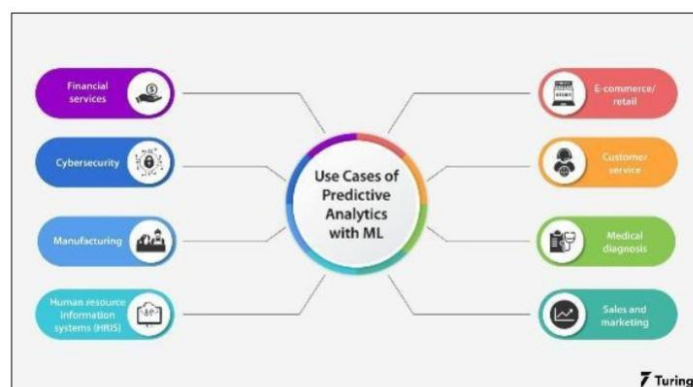 Financial
services
Cybersecurity
Manufacturing
Human resource
information
systems (HRIS)
Use Cases of
Predictive
Analytics
with ML
E-commerce/
retail
Customer
service
Medical
diagnosis
Sales and
marketing
Turing